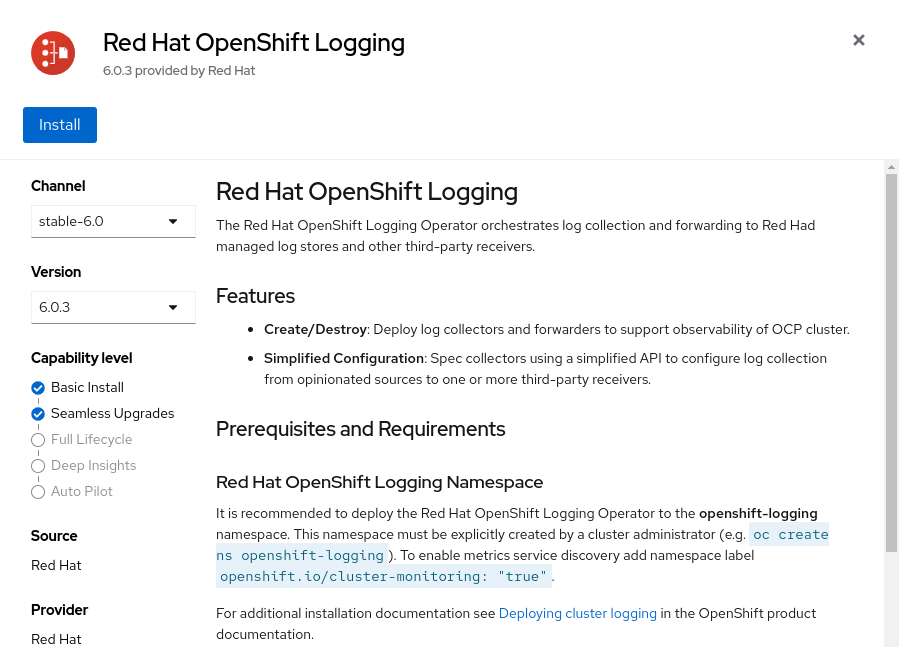 Red Hat OpenShift Logging
6.0.3 provided by Red Hat
Install
Channel
stable-6.0
Version
6.0.3
Capability level
Basic Install
Seamless Upgrades
Full Lifecycle
Deep Insights
Auto Pilot
Source
Red Hat
Provider
Red Hat
Red Hat OpenShift Logging
The Red Hat OpenShift Logging Operator orchestrates log collection and forwarding to Red Had
managed log stores and other third-party receivers.
Features
• Create/Destroy: Deploy log collectors and forwarders to support observability of OCP cluster.
• Simplified Configuration: Spec collectors using a simplified API to configure log collection
from opinionated sources to one or more third-party receivers.
Prerequisites and Requirements
Red Hat OpenShift Logging Namespace
It is recommended to deploy the Red Hat OpenShift Logging Operator to the openshift-logging
namespace. This namespace must be explicitly created by a cluster administrator (e.g. oc create
ns openshift-logging ). To enable metrics service discovery add namespace label
openshift.io/cluster-monitoring: "true" .
For additional installation documentation see Deploying cluster logging in the OpenShift product
documentation.